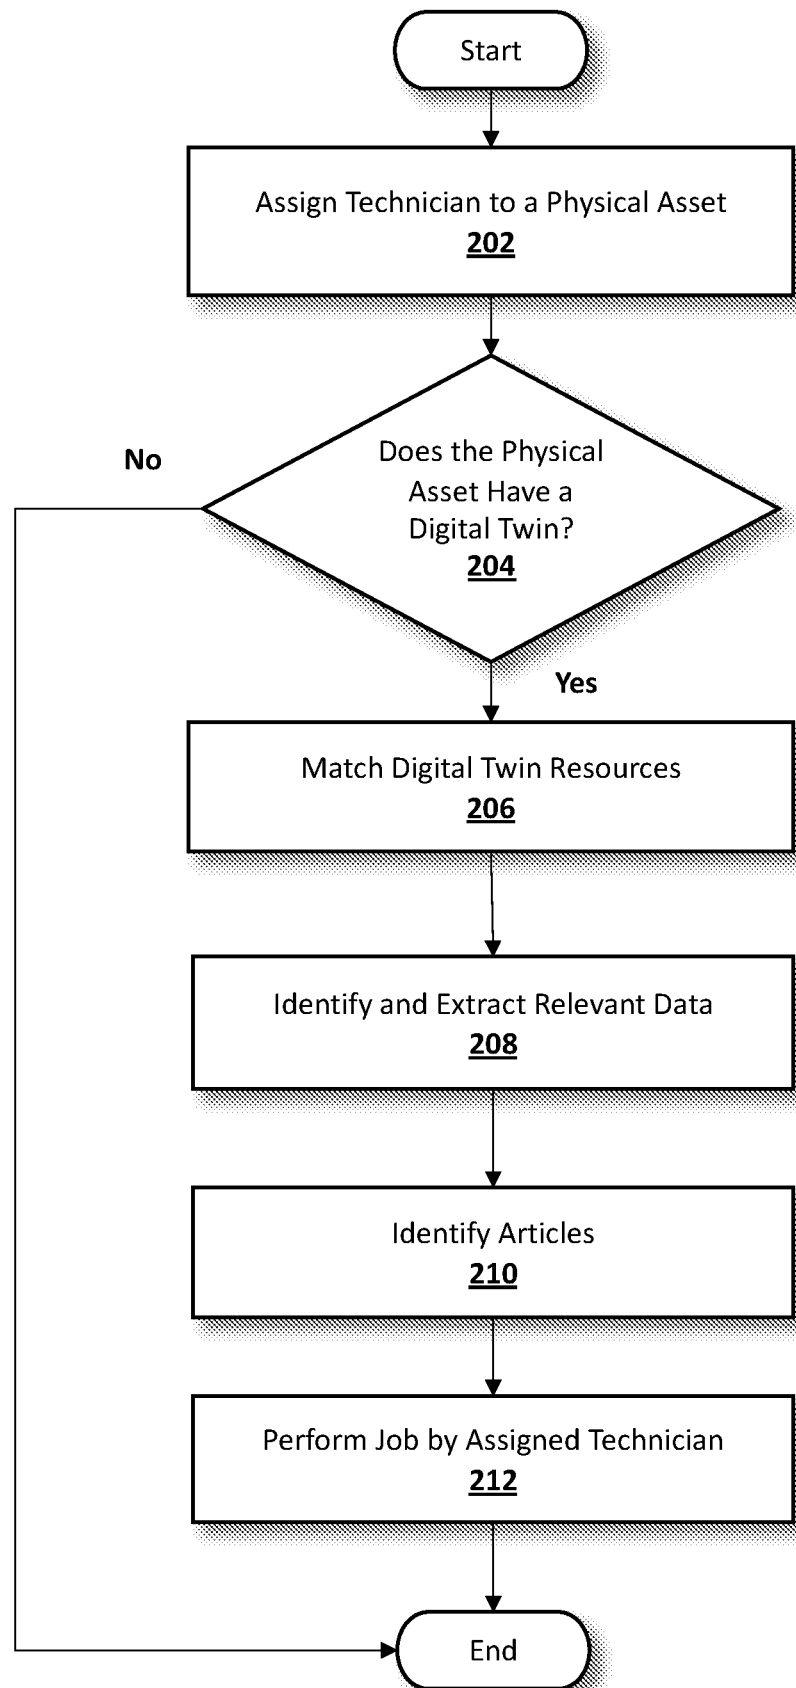 Start
Assign Technician to a Physical Asset
202
No
Does the Physical
Asset Have a
Digital Twin?
204
Yes
Match Digital Twin Resources
206
Identify and Extract Relevant Data
208
Identify Articles
210
Perform Job by Assigned Technician
212
End